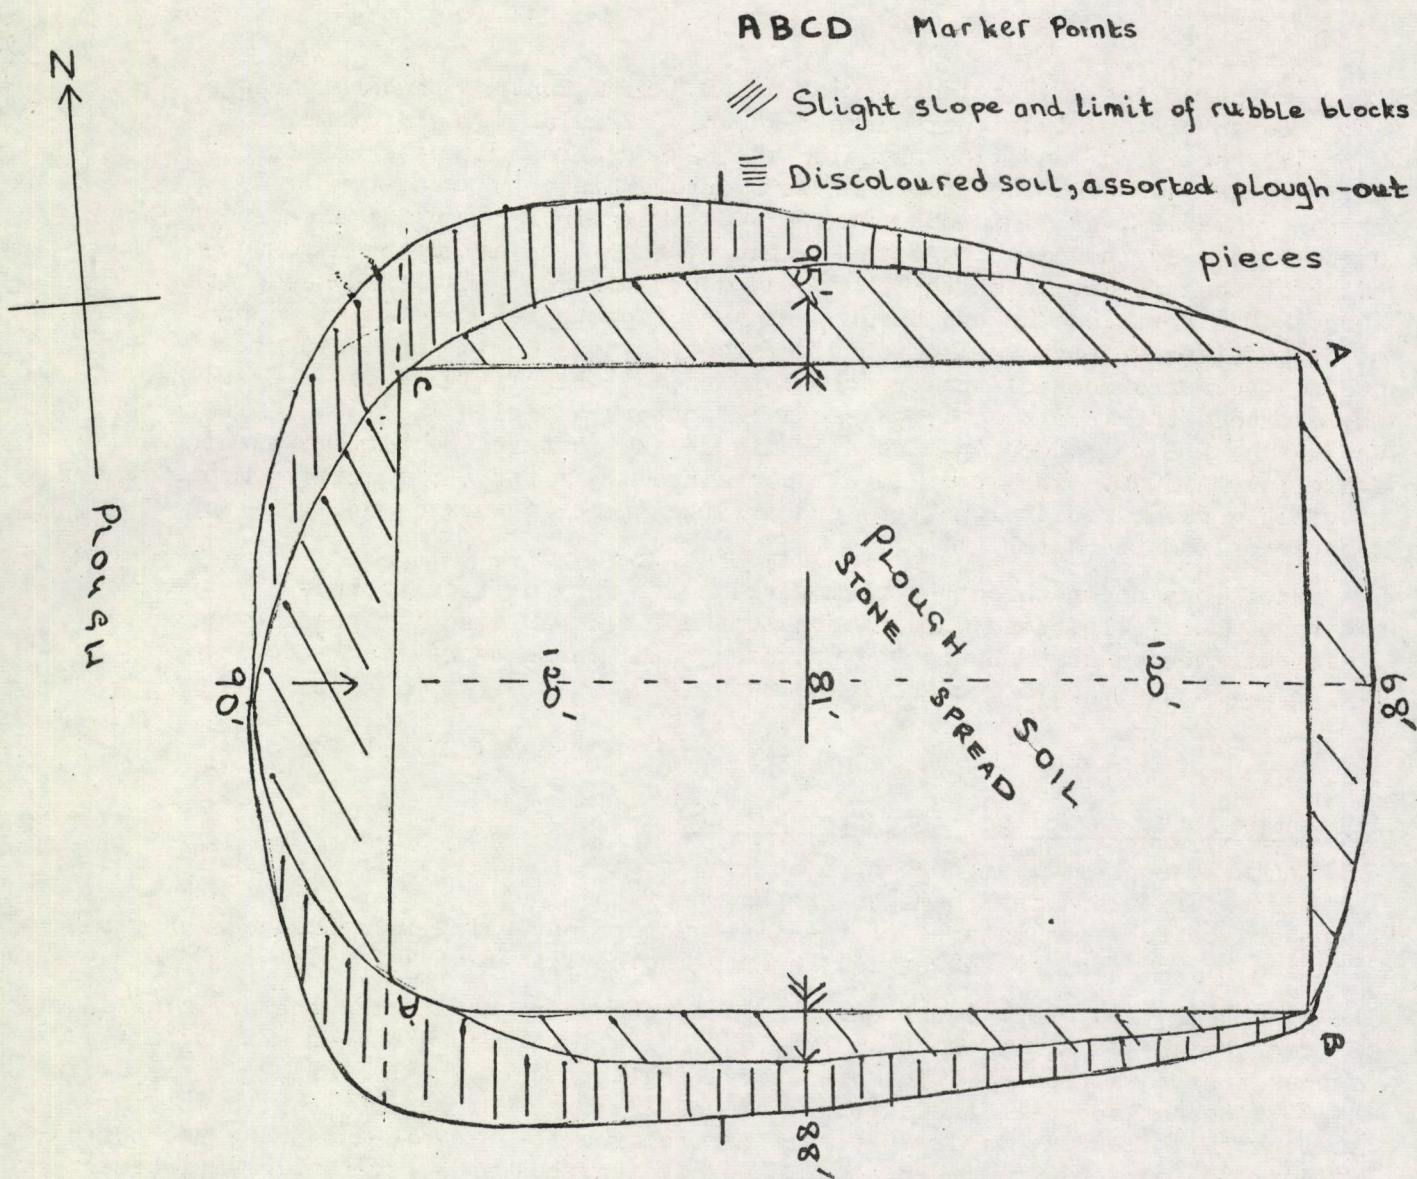 ABCD Marker Points
Slight slope and limit of rubble blocks
Discoloured soil, assorted plough-out
pieces
N
PLOUGH
95'
A
C
PLOUGH SOIL
STONE SPREAD
90'
120'
81'
120'
68'
D.
B
88'